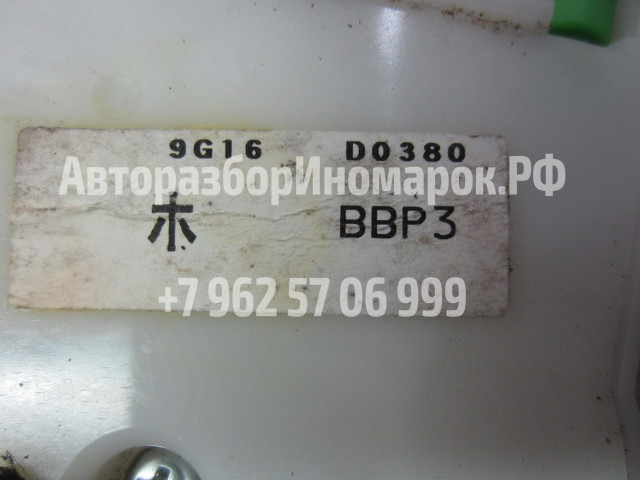 9G16 D0380
АвторазборИномарок.РФ
ホ BBP3
+7 962 57 06 999